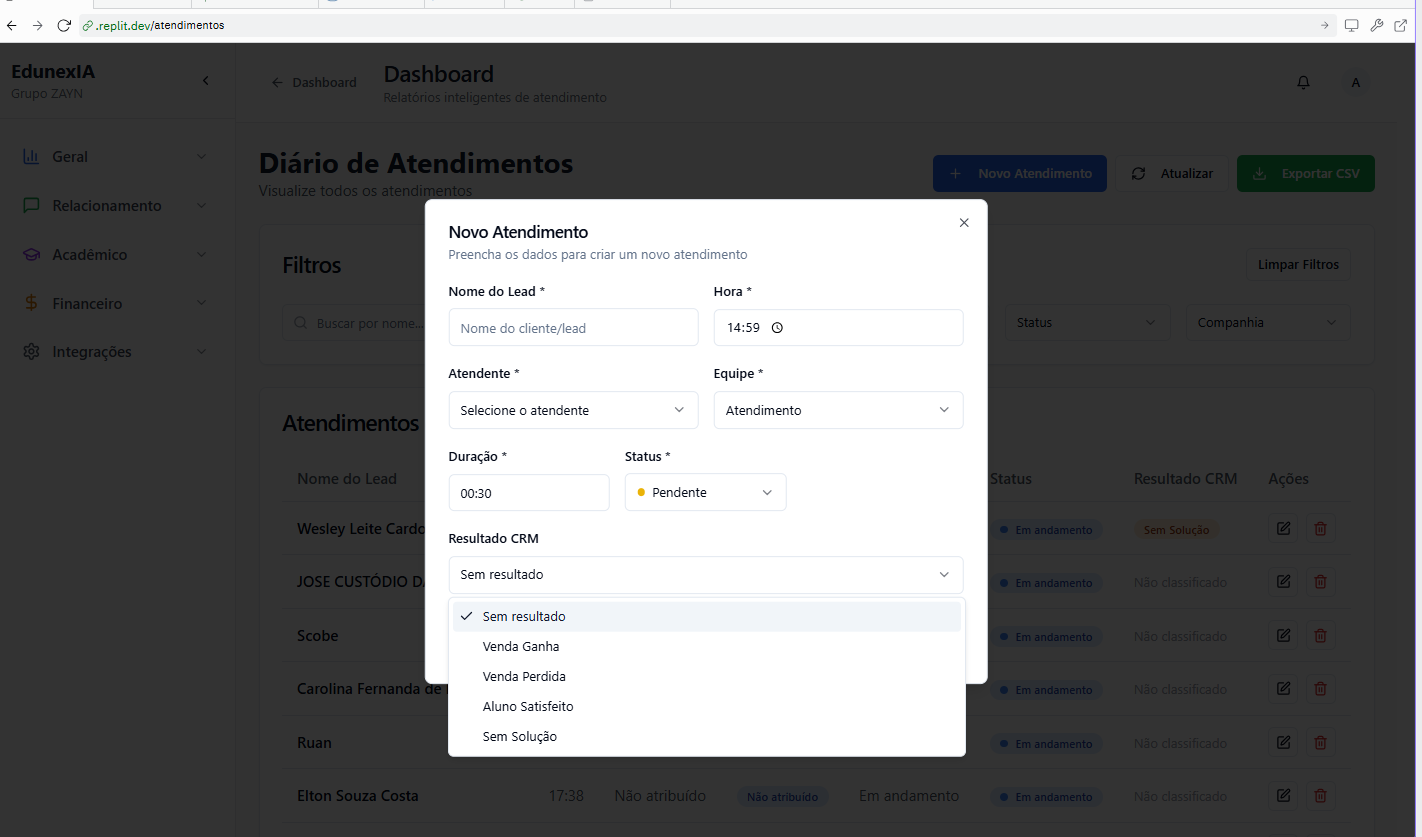 .replit.dev/atendimentos
EdunexIA
Grupo ZAYN
Dashboard
Dashboard
Relatórios inteligentes de atendimento
A
Geral
Relacionamento
Acadêmico
Financeiro
Integrações
Diário de Atendimentos
Visualize todos os atendimentos
Novo Atendimento
Atualizar
Exportar CSV
Filtros
Limpar Filtros
Buscar por nome...
Status
Companhia
Atendimentos
Nome do Lead
Status
Resultado CRM
Ações
Wesley Leite Cardo
Em andamento
Sem Solução
JOSE CUSTÓDIO DA
Em andamento
Não classificado
Scobe
Em andamento
Não classificado
Carolina Fernanda de
Em andamento
Não classificado
Ruan
Em andamento
Não classificado
Elton Souza Costa
17:38
Não atribuído
Não atribuído
Em andamento
Em andamento
Não classificado
Novo Atendimento
Preencha os dados para criar um novo atendimento
Nome do Lead *
Hora *
Nome do cliente/lead
14:59
Atendente *
Equipe *
Selecione o atendente
Atendimento
Duração *
Status *
00:30
Pendente
Resultado CRM
Sem resultado
Sem resultado
Venda Ganha
Venda Perdida
Aluno Satisfeito
Sem Solução